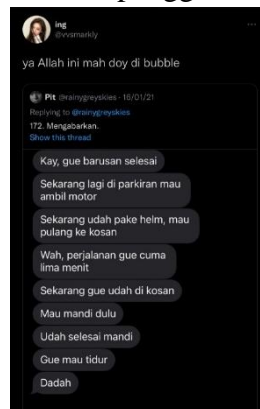 ing
@vvsmarkly
ya Allah ini mah doy di bubble
Pit @rainygreyskies · 16/01/21
Replying to @rainygreyskies
172. Mengabarkan.
Show this thread
Kay, gue barusan selesai
Sekarang lagi di parkiran mau
ambil motor
Sekarang udah pake helm, mau
pulang ke kosan
Wah, perjalanan gue cuma
lima menit
Sekarang gue udah di kosan
Mau mandi dulu
Udah selesai mandi
Gue mau tidur
Dadah